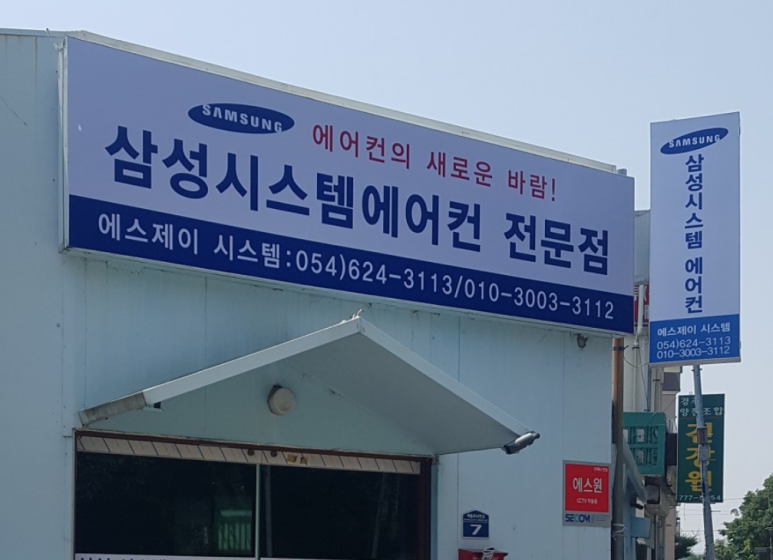 SAMSUNG
에어컨의 새로운 바람!
삼성시스템에어컨 전문점
에스제이 시스템:054)624-3113/010-3003-3112
SAMSUNG
삼성시스템 에어컨
에스제이 시스템
054)624-3113
010-3003-3112
건강원
에스원
SECOM
7